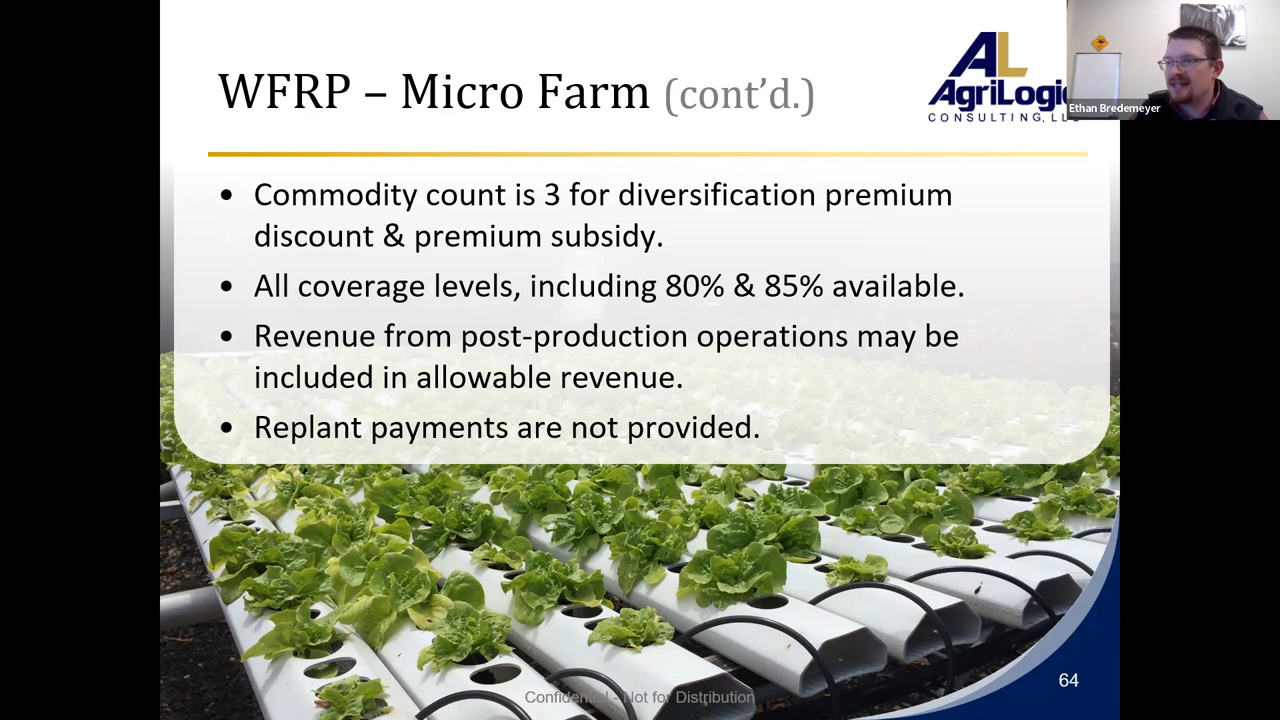 WFRP – Micro Farm (cont’d.)
AL
AgriLogic
CONSULTING, LLC
Ethan Bredemeyer
• Commodity count is 3 for diversification premium
discount & premium subsidy.
• All coverage levels, including 80% & 85% available.
• Revenue from post-production operations may be
included in allowable revenue.
• Replant payments are not provided.
64
Confidential - Not for Distribution